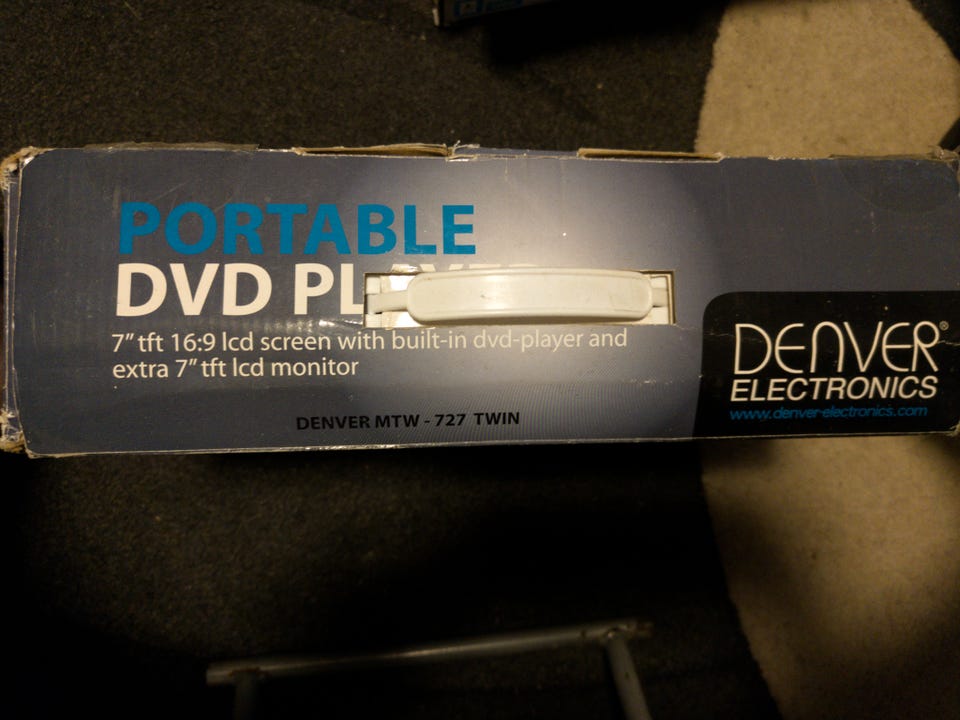 PORTABLE
DVD PLAYER
7" tft 16:9 lcd screen with built-in dvd-player and
extra 7" tft lcd monitor
DENVER MTW - 727 TWIN
DENVER®
ELECTRONICS
www.denver-electronics.com